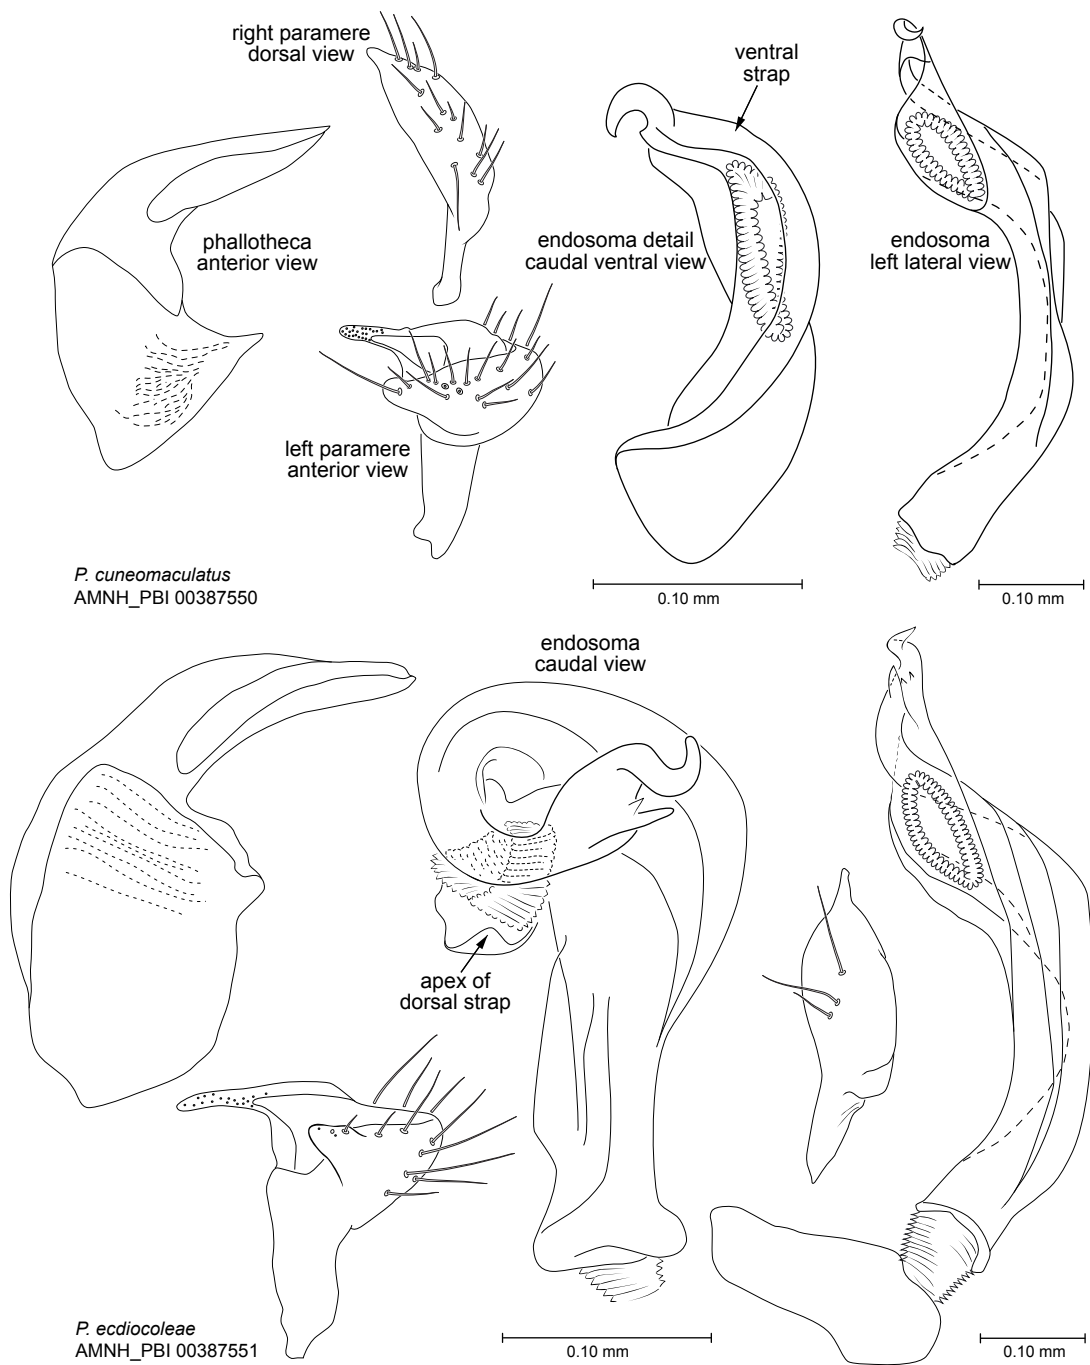 right paramere
dorsal view
ventral
strap
phallotheca
anterior view
endosoma detail
caudal ventral view
endosoma
left lateral view
left paramere
anterior view
P. cuneomaculatus
AMNH_PBI 00387550
0.10 mm
0.10 mm
endosoma
caudal view
apex of
dorsal strap
P. ecdiocoleae
AMNH_PBI 00387551
0.10 mm
0.10 mm